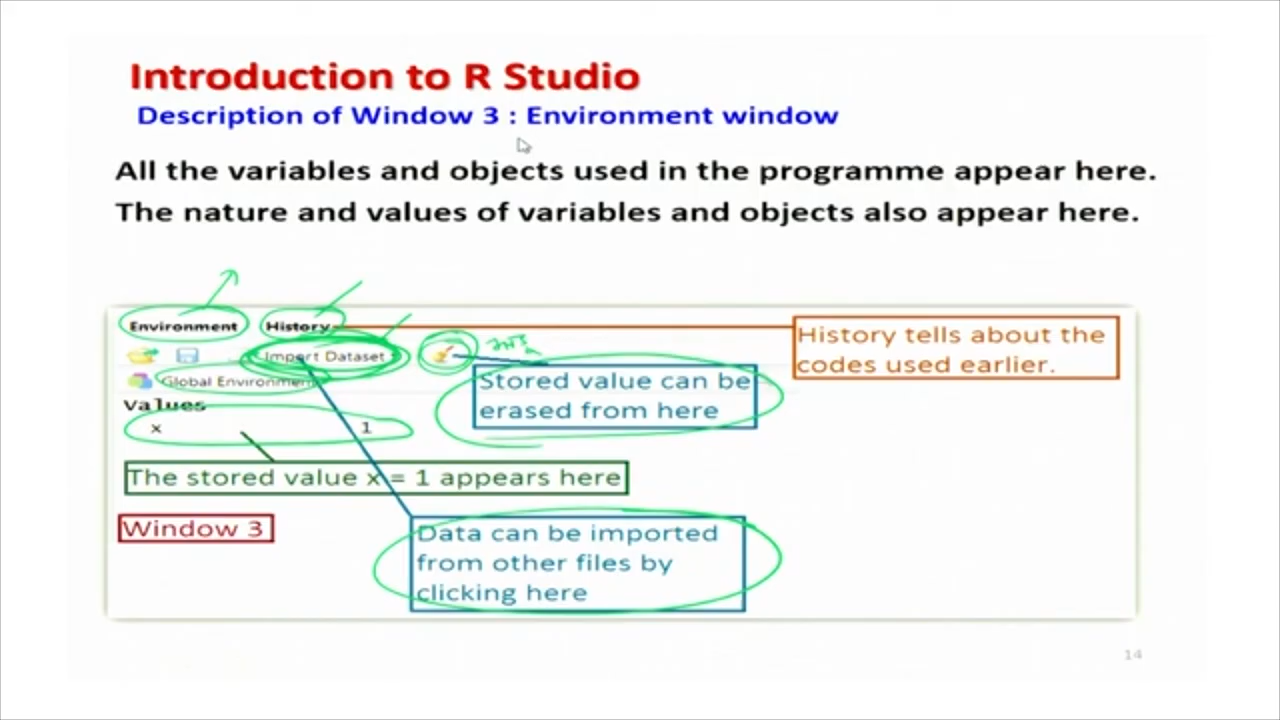 Introduction to R Studio
Description of Window 3 : Environment window
All the variables and objects used in the programme appear here.
The nature and values of variables and objects also appear here.
Environment History
Import Dataset
Global Environment
Values
x 1
History tells about the
codes used earlier.
Stored value can be
erased from here
The stored value x = 1 appears here
Window 3
Data can be imported
from other files by
clicking here
14